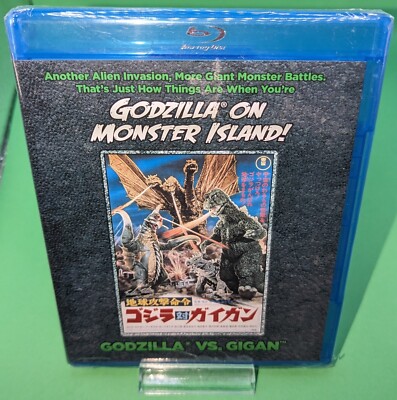 Blu-ray Disc
Another Alien Invasion, More Giant Monster Battles.
That's Just How Things Are When You're
GODZILLA® ON
MONSTER ISLAND!
地球攻撃命令
ゴジラ対ガイガン
GODZILLA® VS. GIGAN™